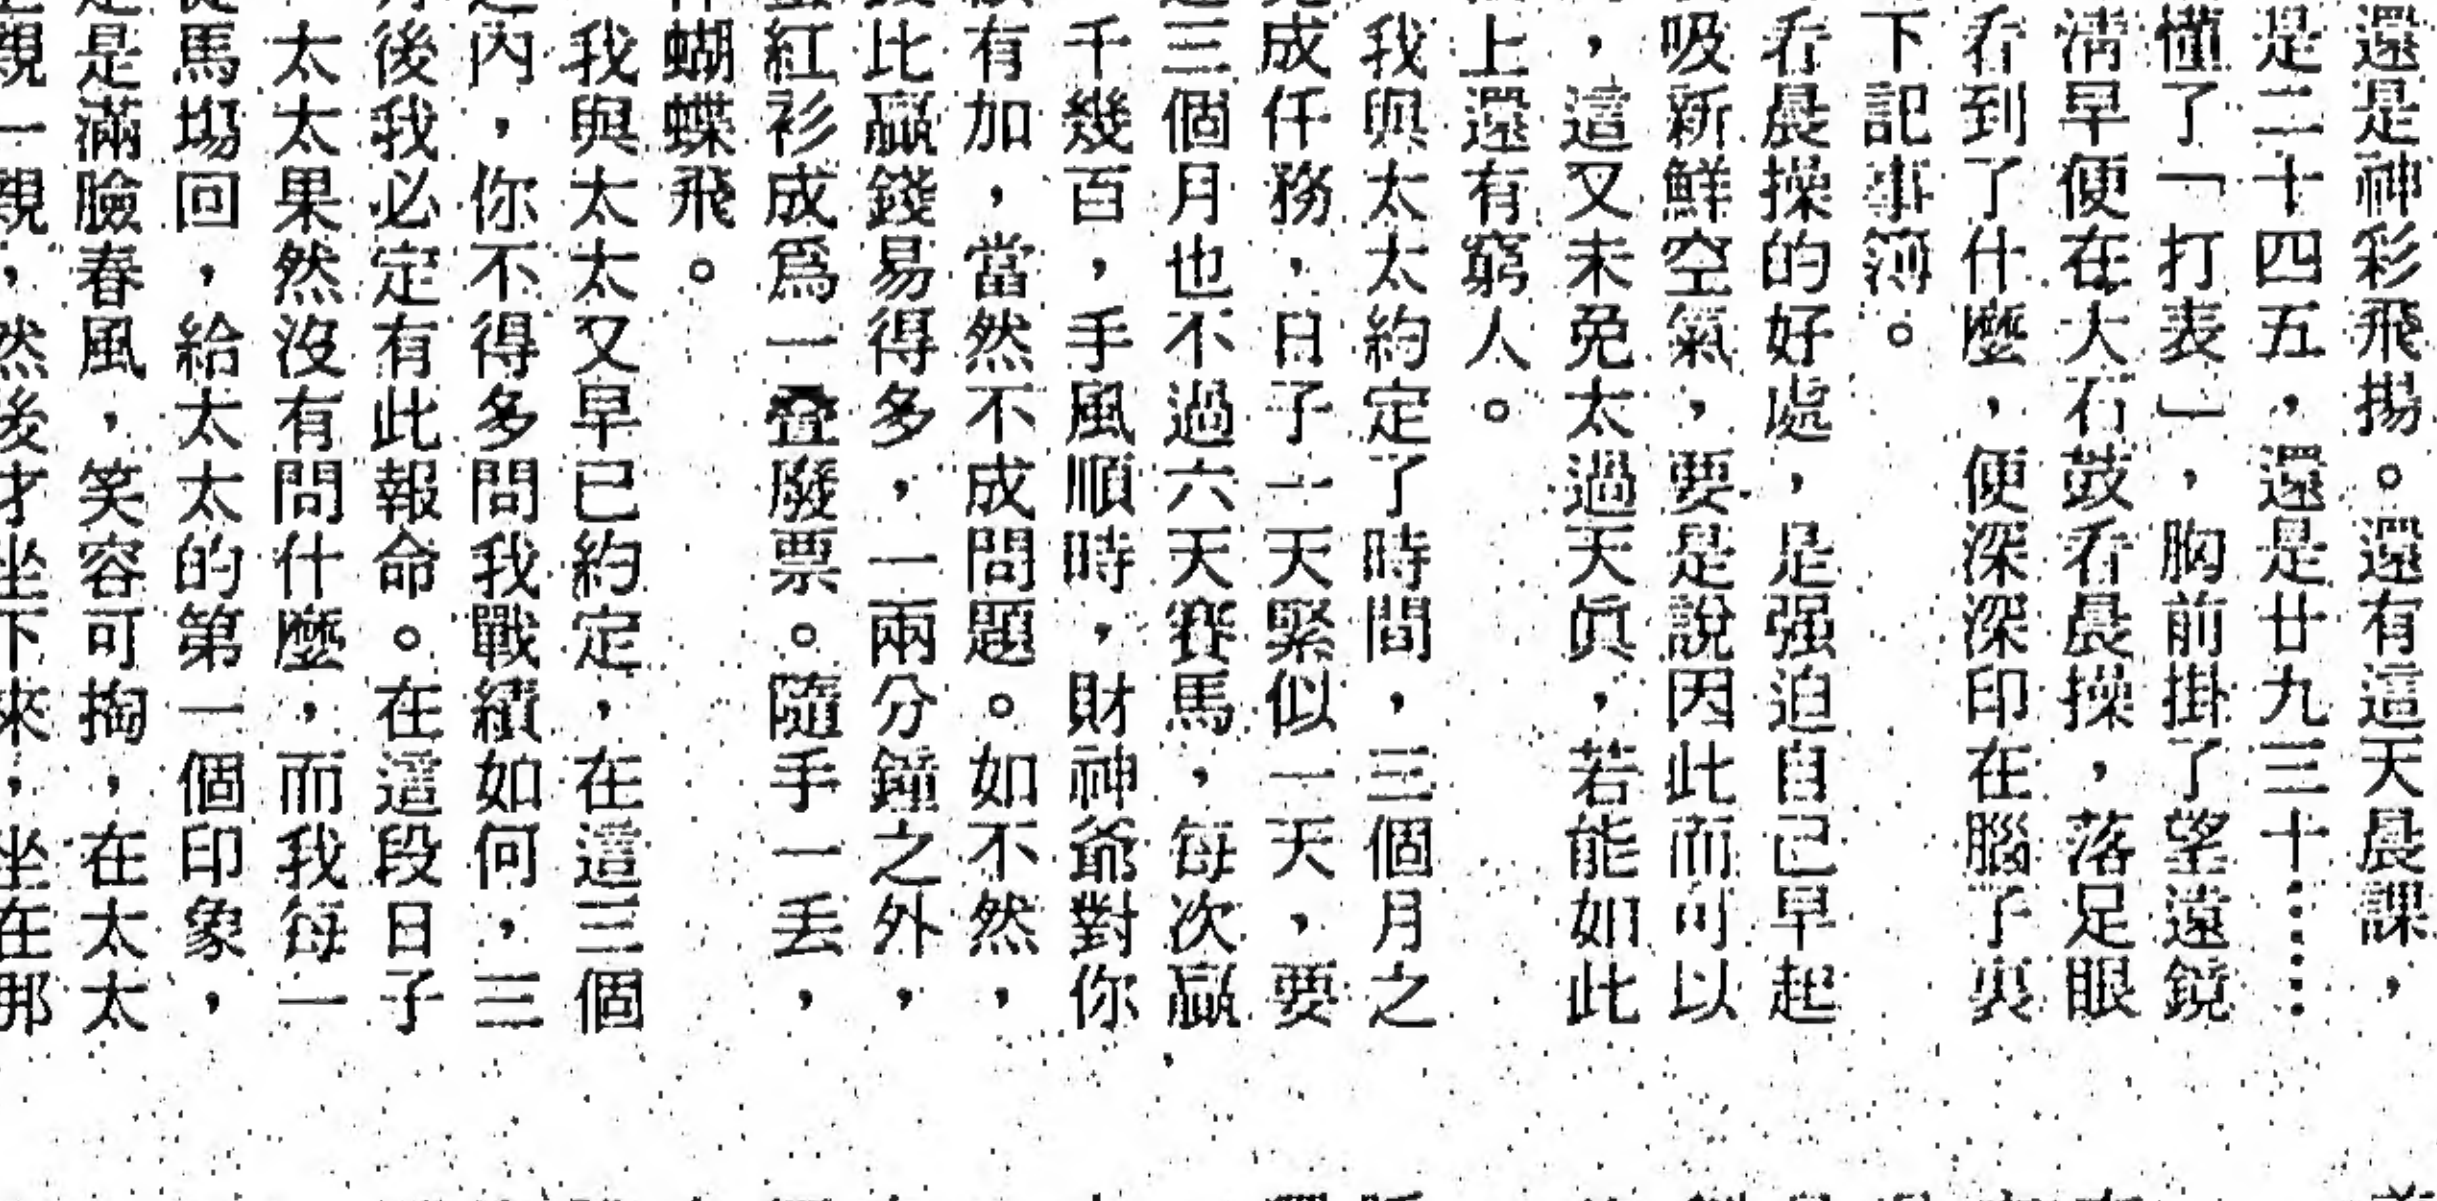 還是神彩飛揚。還有這天晨課，
是二十四五，還是廿九三十……
懂了「打表」，胸前掛了望遠鏡
清早便在大石鼓看晨操，落足眼
看到了什麼，便深深印在腦子裏
下記事簿。
看晨操的好處，是强迫自己早起
吸新鮮空氣，要是說因此而可以
，這又未免太過天眞，若能如此
上還有窮人。
我與太太約定了時間，三個月之
成任務，日子一天緊似一天，要
三個月也不過六天賽馬，每次贏
千幾百，手風順時，財神爺對你
有加，當然不成問題。如不然，
比贏錢易得多，一兩分鐘之外，
紅衫成爲一叠廢票。隨手一丟，
蝴蝶飛。
我與太太又早已約定，在這三個
內，你不得多問我戰績如何，三
後我必定有此報命。在這段日子
太太果然沒有問什麼，而我每一
馬場回，給太太的第一個印象，
是滿臉春風，笑容可掬，在太太
親一親，然後才坐下來，坐在那